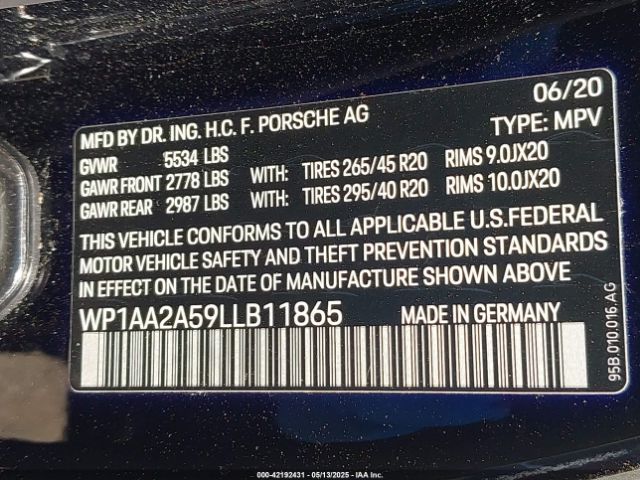 06/20
MFD BY DR. ING. H.C. F. PORSCHE AG TYPE: MPV
GVWR 5534 LBS
GAWR FRONT 2778 LBS WITH: TIRES 265/45 R20 RIMS 9.0JX20
GAWR REAR 2987 LBS WITH: TIRES 295/40 R20 RIMS 10.0JX20
THIS VEHICLE CONFORMS TO ALL APPLICABLE U.S.FEDERAL
MOTOR VEHICLE SAFETY AND THEFT PREVENTION STANDARDS
IN EFFECT ON THE DATE OF MANUFACTURE SHOWN ABOVE
WP1AA2A59LLB11865 MADE IN GERMANY
95B.010.016.AG
000-42192431 - 05/13/2025 - IAAI Inc.